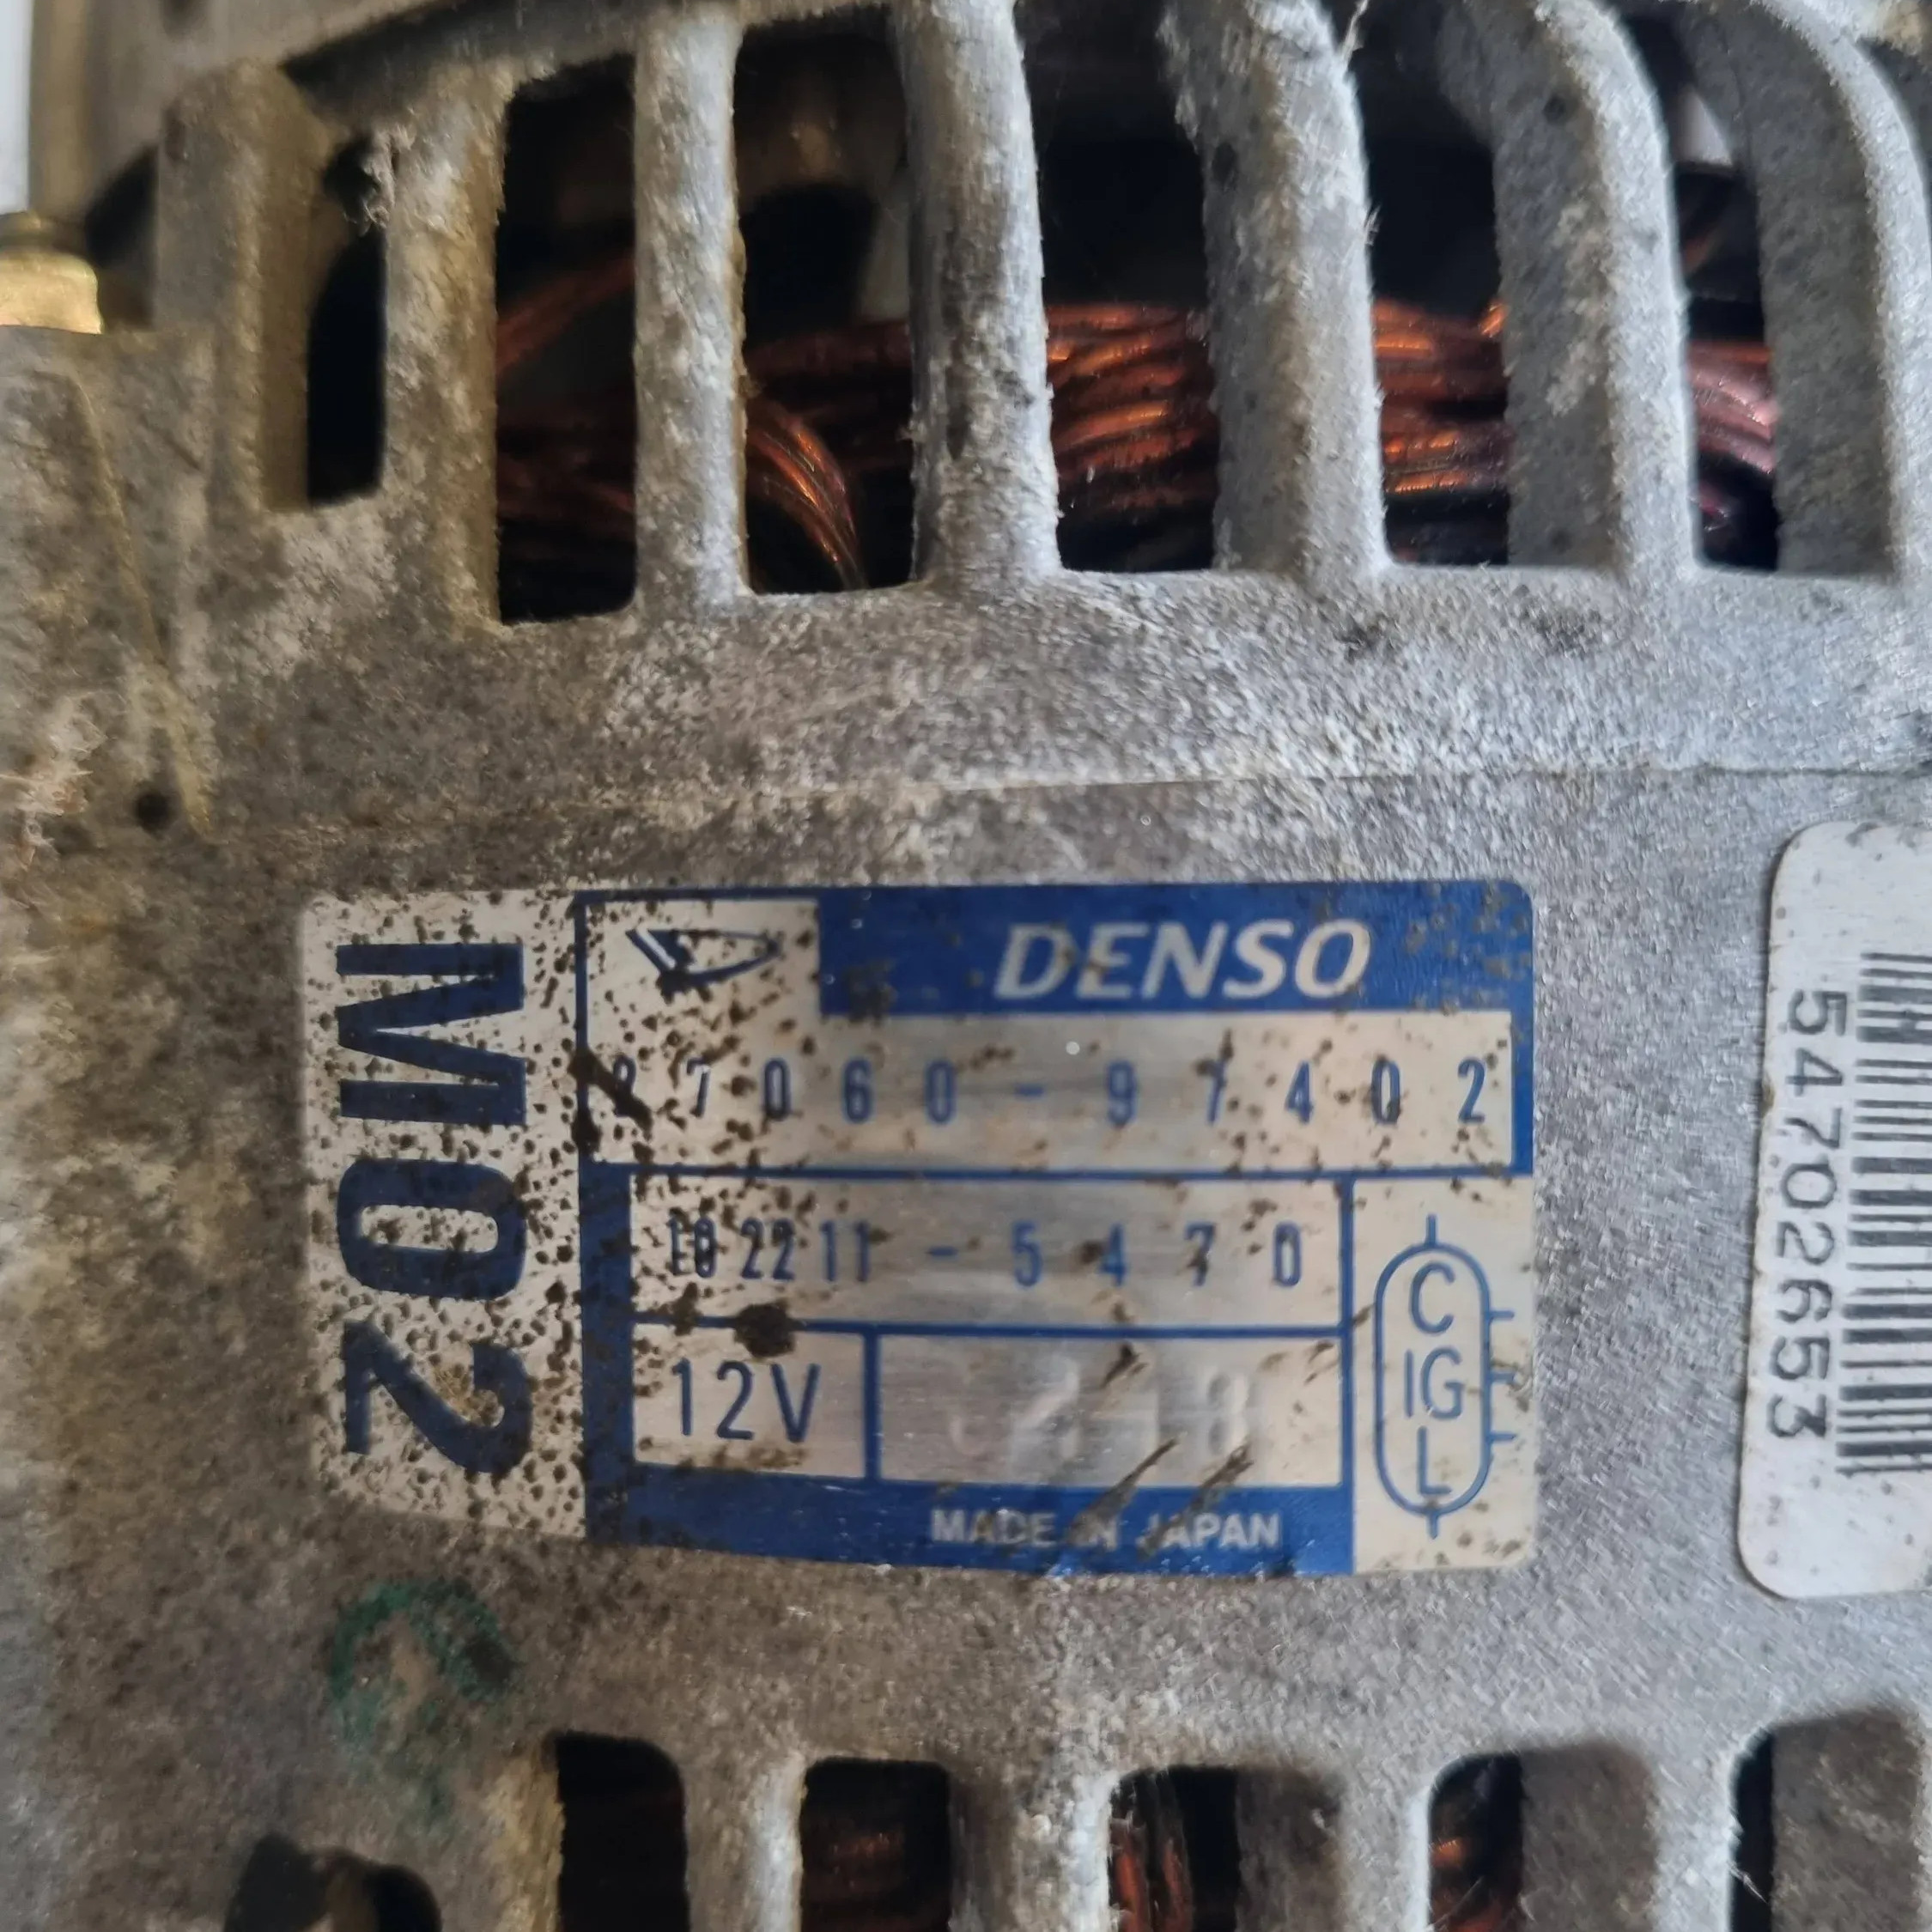 M02
DENSO
27060-97402
102211-5470
12V
C
IG
L
MADE IN JAPAN
54702653